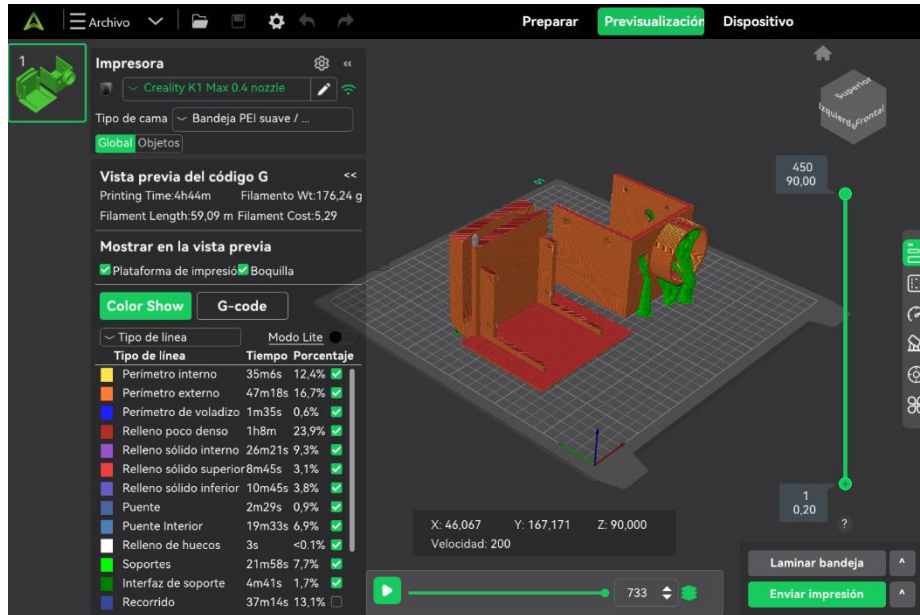 Archivo
Preparar
Previsualización
Dispositivo
1
Impresora
Creality K1 Max 0.4 nozzle
Tipo de cama
Bandeja PEI suave / ...
Global Objetos
Vista previa del código G
<<
Printing Time:4h44m Filamento Wt:176,24 g
Filament Length:59,09 m Filament Cost:5,29
Mostrar en la vista previa
Plataforma de impresió Boquilla
Color Show G-code
Tipo de línea Modo Lite
Tipo de línea Tiempo Porcentaje
Perímetro interno 35m6s 12,4%
Perímetro externo 47m18s 16,7%
Perímetro de voladizo 1m35s 0,6%
Relleno poco denso 1h8m 23,9%
Relleno sólido interno 26m21s 9,3%
Relleno sólido superior 8m45s 3,1%
Relleno sólido inferior 10m45s 3,8%
Puente 2m29s 0,9%
Puente Interior 19m33s 6,9%
Relleno de huecos 3s <0.1%
Soportes 21m58s 7,7%
Interfaz de soporte 4m41s 1,7%
Recorrido 37m14s 13,1%
Superior
Izquierda
Frontal
450
90,00
1
0,20
?
X: 46,067 Y: 167,171 Z: 90,000
Velocidad: 200
733
Laminar bandeja
Enviar impresión